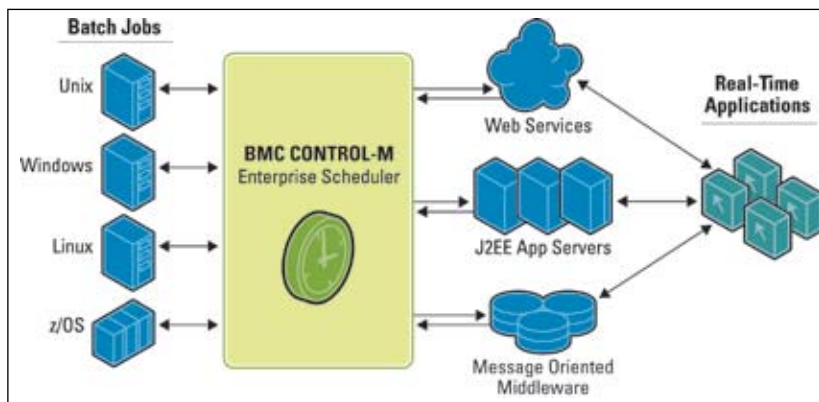 Batch Jobs
Unix
Windows
Linux
z/OS
BMC CONTROL-M
Enterprise Scheduler
Web Services
J2EE App Servers
Message Oriented
Middleware
Real-Time
Applications